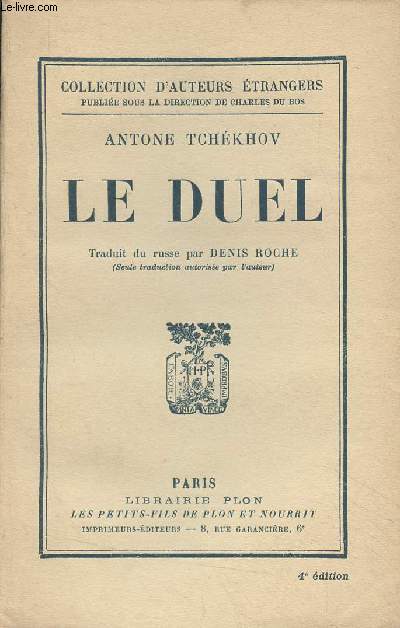 www.le-livre.com
COLLECTION D'AUTEURS ÉTRANGERS
PUBLIÉE SOUS LA DIRECTION DE CHARLES DU BOS
ANTONE TCHÉKHOV
LE DUEL
Traduit du russe par DENIS ROCHE
(Seule traduction autorisée par l'auteur)
PARIS
LIBRAIRIE PLON
LES PETITS-FILS DE PLON ET NOURRIT
IMPRIMEURS-ÉDITEURS — 8, RUE GARANCIÈRE, 6e
4e édition